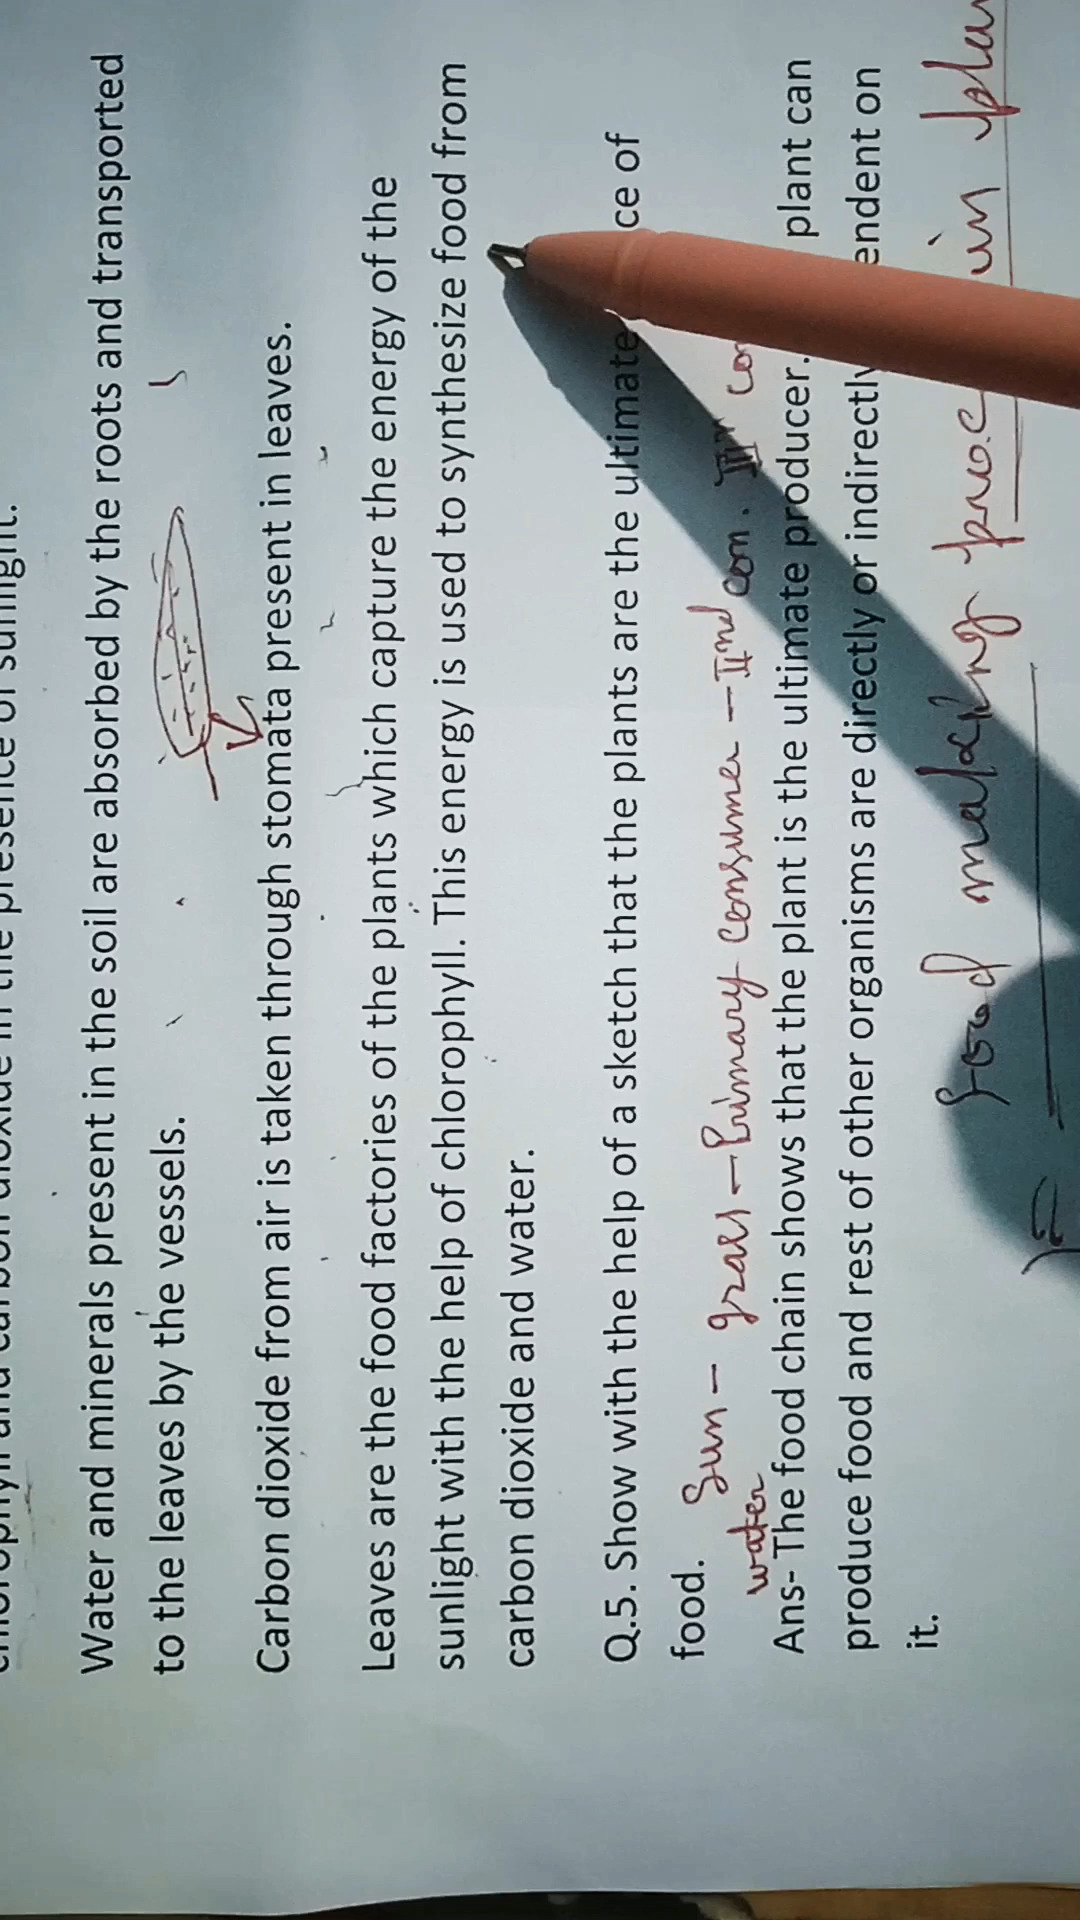 Water and minerals present in the soil are absorbed by the roots and transported
to the leaves by the vessels.
Carbon dioxide from air is taken through stomata present in leaves.
Leaves are the food factories of the plants which capture the energy of the
sunlight with the help of chlorophyll. This energy is used to synthesize food from
carbon dioxide and water.
Q.5. Show with the help of a sketch that the plants are the ultimate ce of
food.
Sun - grass - Primary consumer - IInd con. IIIrd con
water
Ans- The food chain shows that the plant is the ultimate producer. plant can
produce food and rest of other organisms are directly or indirectly endent on
it.
food making proc in plan